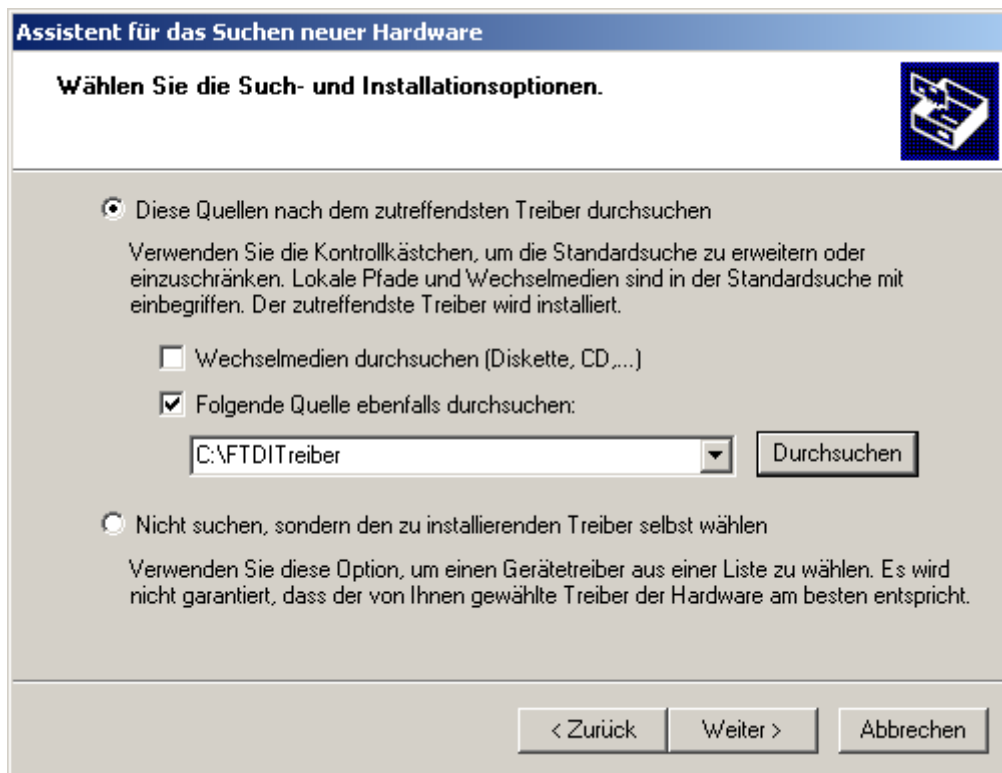 Assistent für das Suchen neuer Hardware
Wählen Sie die Such- und Installationsoptionen.
Diese Quellen nach dem zutreffendsten Treiber durchsuchen
Verwenden Sie die Kontrollkästchen, um die Standardsuche zu erweitern oder
einzuschränken. Lokale Pfade und Wechselmedien sind in der Standardsuche mit
einbegriffen. Der zutreffendste Treiber wird installiert.
Wechselmedien durchsuchen (Diskette, CD,...)
Folgende Quelle ebenfalls durchsuchen:
C:\FTDITreiber
Durchsuchen
Nicht suchen, sondern den zu installierenden Treiber selbst wählen
Verwenden Sie diese Option, um einen Gerätetreiber aus einer Liste zu wählen. Es wird
nicht garantiert, dass der von Ihnen gewählte Treiber der Hardware am besten entspricht.
< Zurück Weiter > Abbrechen